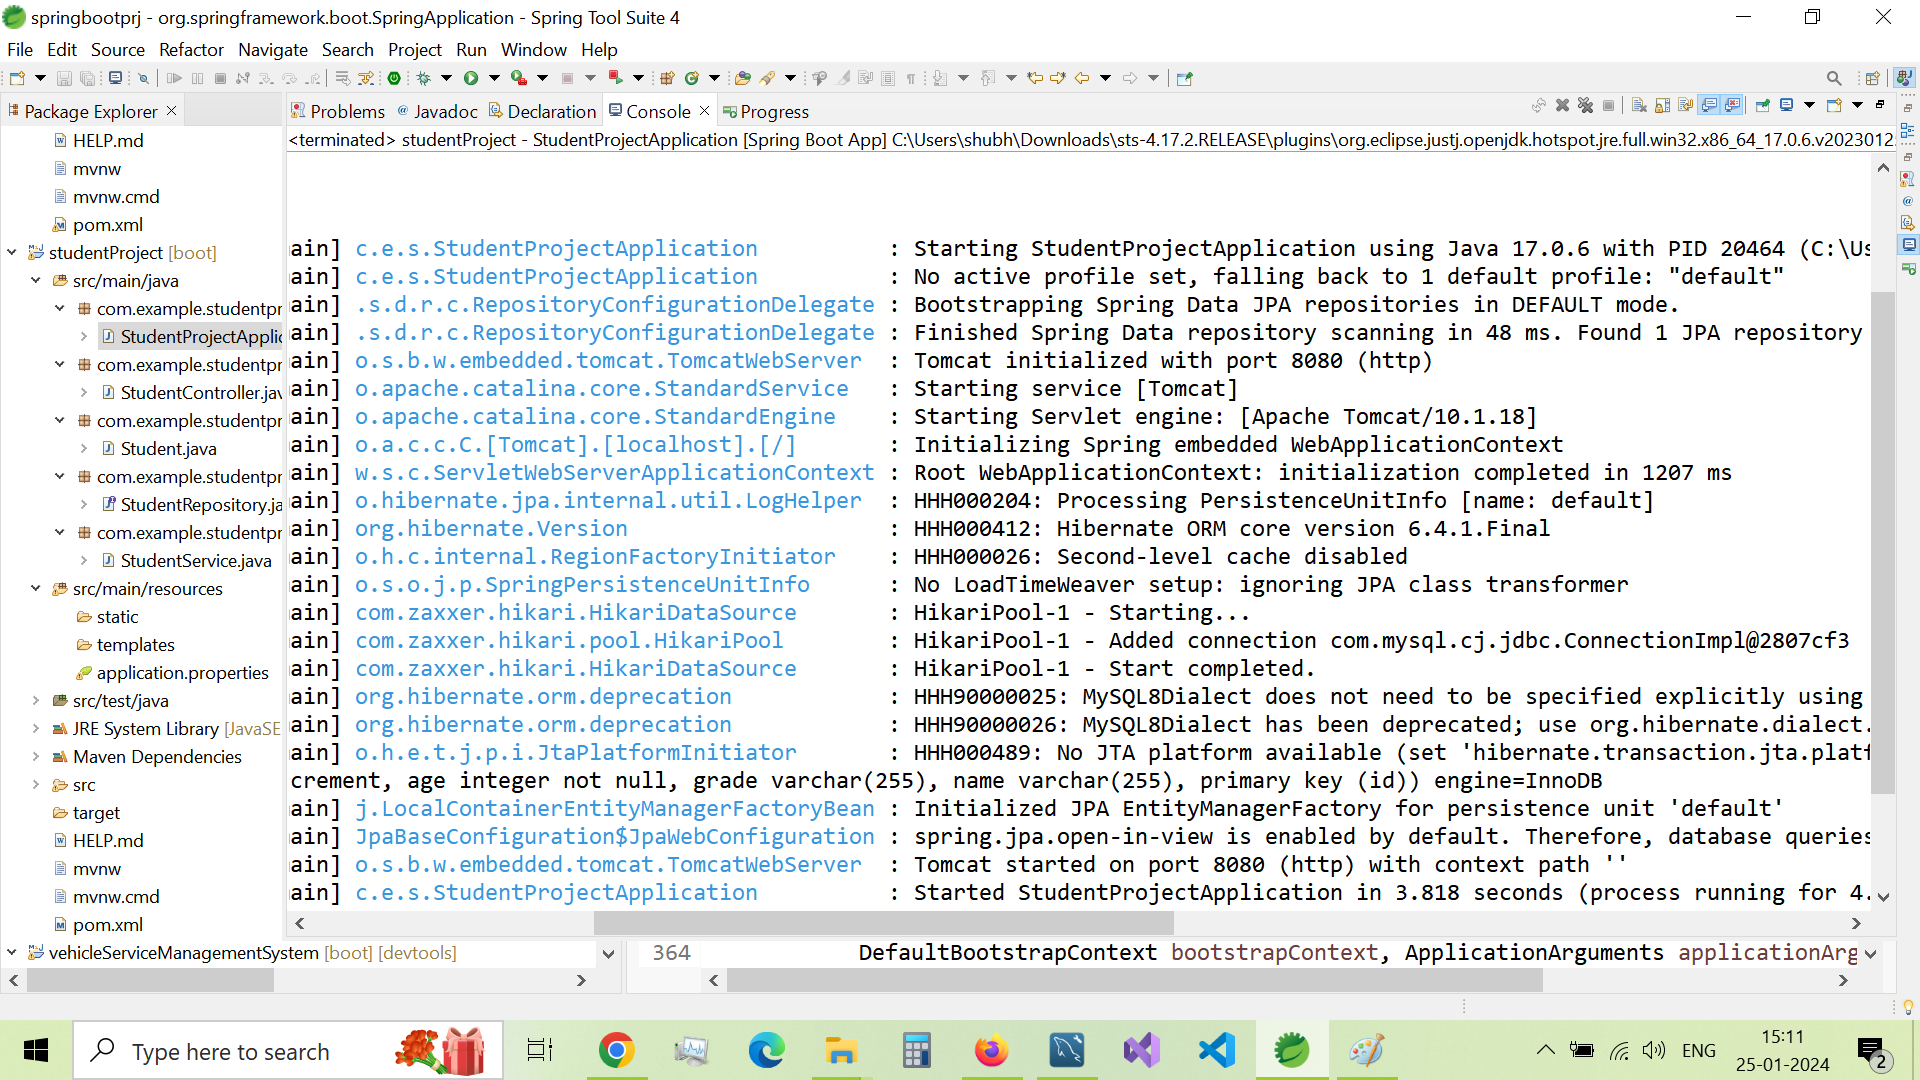 springbootprj - org.springframework.boot.SpringApplication - Spring Tool Suite 4
File Edit Source Refactor Navigate Search Project Run Window Help
Package Explorer
HELP.md
mvnw
mvnw.cmd
pom.xml
studentProject [boot]
src/main/java
com.example.studentpr
StudentProjectApplic
com.example.studentpr
StudentController.jav
com.example.studentpr
Student.java
com.example.studentpr
StudentRepository.ja
com.example.studentpr
StudentService.java
src/main/resources
static
templates
application.properties
src/test/java
JRE System Library [JavaSE
Maven Dependencies
src
target
HELP.md
mvnw
mvnw.cmd
pom.xml
vehicleServiceManagementSystem [boot] [devtools]
Problems Javadoc Declaration Console Progress
<terminated> studentProject - StudentProjectApplication [Spring Boot App] C:\Users\shubh\Downloads\sts-4.17.2.RELEASE\plugins\org.eclipse.justj.openjdk.hotspot.jre.full.win32.x86_64_17.0.6.v2023012
ain] c.e.s.StudentProjectApplication : Starting StudentProjectApplication using Java 17.0.6 with PID 20464 (C:\Us
ain] c.e.s.StudentProjectApplication : No active profile set, falling back to 1 default profile: "default"
ain] .s.d.r.c.RepositoryConfigurationDelegate : Bootstrapping Spring Data JPA repositories in DEFAULT mode.
ain] .s.d.r.c.RepositoryConfigurationDelegate : Finished Spring Data repository scanning in 48 ms. Found 1 JPA repository
ain] o.s.b.w.embedded.tomcat.TomcatWebServer : Tomcat initialized with port 8080 (http)
ain] o.apache.catalina.core.StandardService : Starting service [Tomcat]
ain] o.apache.catalina.core.StandardEngine : Starting Servlet engine: [Apache Tomcat/10.1.18]
ain] o.a.c.c.C.[Tomcat].[localhost].[/] : Initializing Spring embedded WebApplicationContext
ain] w.s.c.ServletWebServerApplicationContext : Root WebApplicationContext: initialization completed in 1207 ms
ain] o.hibernate.jpa.internal.util.LogHelper : HHH000204: Processing PersistenceUnitInfo [name: default]
ain] org.hibernate.Version : HHH000412: Hibernate ORM core version 6.4.1.Final
ain] o.h.c.internal.RegionFactoryInitiator : HHH000026: Second-level cache disabled
ain] o.s.o.j.p.SpringPersistenceUnitInfo : No LoadTimeWeaver setup: ignoring JPA class transformer
ain] com.zaxxer.hikari.HikariDataSource : HikariPool-1 - Starting...
ain] com.zaxxer.hikari.pool.HikariPool : HikariPool-1 - Added connection com.mysql.cj.jdbc.ConnectionImpl@2807cf3
ain] com.zaxxer.hikari.HikariDataSource : HikariPool-1 - Start completed.
ain] org.hibernate.orm.deprecation : HHH90000025: MySQL8Dialect does not need to be specified explicitly using
ain] org.hibernate.orm.deprecation : HHH90000026: MySQL8Dialect has been deprecated; use org.hibernate.dialect.
ain] o.h.e.t.j.p.i.JtaPlatformInitiator : HHH000489: No JTA platform available (set 'hibernate.transaction.jta.platf
crement, age integer not null, grade varchar(255), name varchar(255), primary key (id)) engine=InnoDB
ain] j.LocalContainerEntityManagerFactoryBean : Initialized JPA EntityManagerFactory for persistence unit 'default'
ain] JpaBaseConfiguration$JpaWebConfiguration : spring.jpa.open-in-view is enabled by default. Therefore, database queries
ain] o.s.b.w.embedded.tomcat.TomcatWebServer : Tomcat started on port 8080 (http) with context path ''
ain] c.e.s.StudentProjectApplication : Started StudentProjectApplication in 3.818 seconds (process running for 4.
364 DefaultBootstrapContext bootstrapContext, ApplicationArguments applicationArg
Type here to search
ENG
15:11
25-01-2024
2